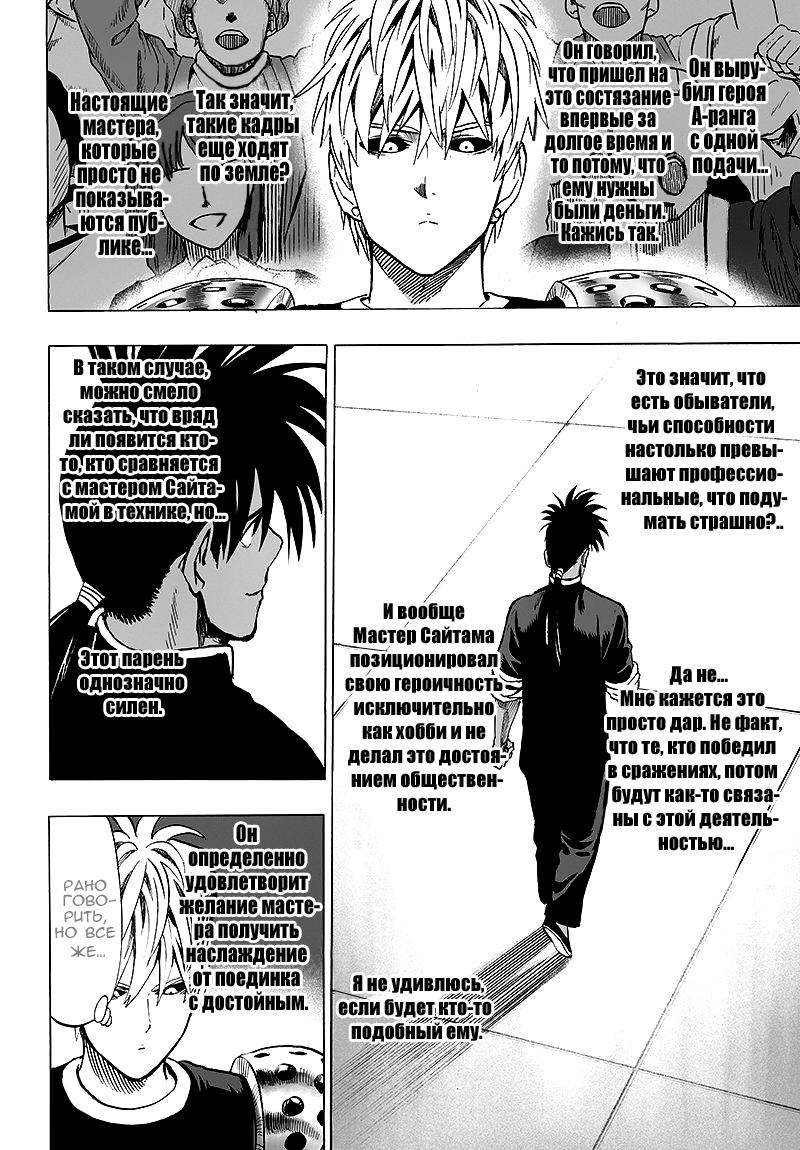 Он выру-
бил героя
А-ранга
с одной
подачи...
Он говорил,
что пришел на
это состязание
впервые за
долгое время и
то потому, что
ему нужны
были деньги.
Кажись так.
Так значит,
такие кадры
еще ходят
по земле?
Настоящие
мастера,
которые
просто не
показыва-
ются пуб-
лике...
Это значит, что
есть обыватели,
чьи способности
настолько превы-
шают профессио-
нальные, что поду-
мать страшно?..
Да не...
Мне кажется это
просто дар. Не факт,
что те, кто победил
в сражениях, потом
будут как-то связа-
ны с этой деятель-
ностью...
И вообще
Мастер Сайтама
позиционировал
свою героичность
исключительно
как хобби и не
делал это достоя-
нием обществен-
ности.
Я не удивлюсь,
если будет кто-то
подобный ему.
В таком случае,
можно смело
сказать, что вряд
ли появится кто-
то, кто сравняется
с мастером Сайта-
мой в технике, но...
Этот парень
однозначно
силен.
Он
определенно
удовлетворит
желание масте-
ра получить
наслаждение
от поединка
с достойным.
РАНО
ГОВО-
РИТЬ,
НО ВСЕ
ЖЕ...